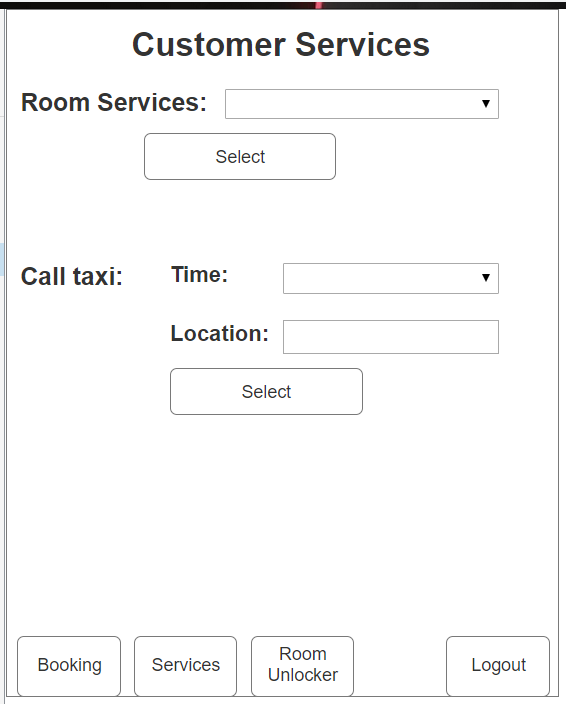 Customer Services
Room Services:
Select
Call taxi: Time:
Location:
Select
Booking Services Room Unlocker Logout